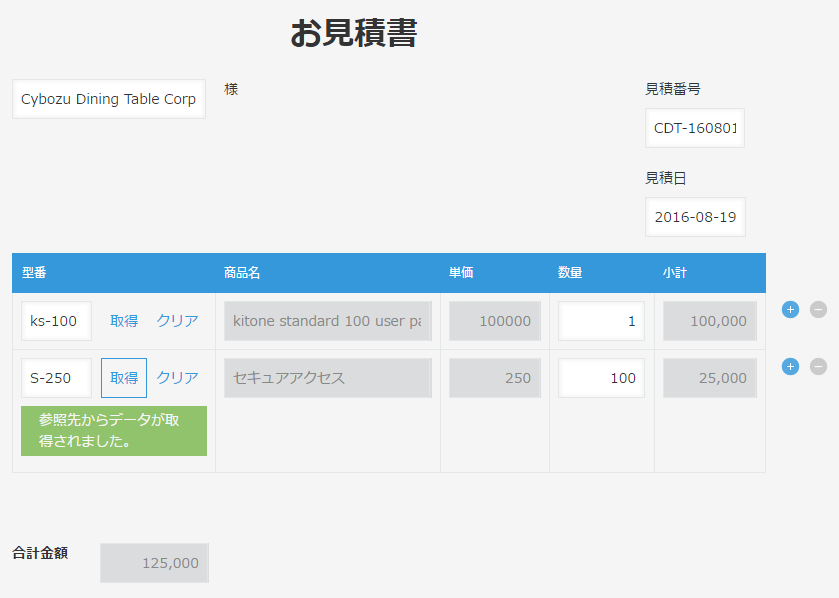 お見積書
Cybozu Dining Table Corp
様
見積番号
CDT-160801
見積日
2016-08-19
型番 商品名 単価 数量 小計
ks-100 取得 クリア kitone standard 100 user pa 100000 1 100,000
S-250 取得 クリア セキュアアクセス 250 100 25,000
参照先からデータが取
得されました。
合計金額 125,000